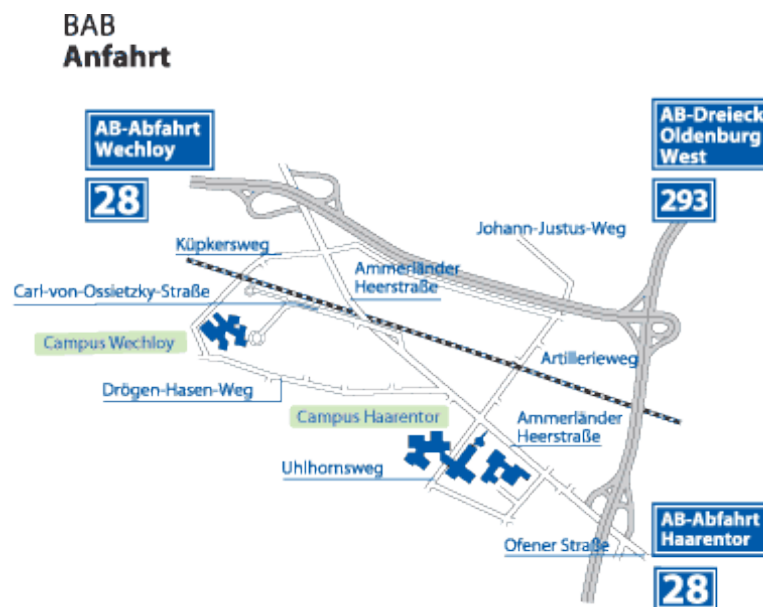 BAB
Anfahrt
AB-Abfahrt
Wechloy
28
AB-Dreieck
Oldenburg
West
293
Johann-Justus-Weg
Küpkersweg
Ammerländer
Heerstraße
Carl-von-Ossietzky-Straße
Campus Wechloy
Artillerieweg
Drögen-Hasen-Weg
Campus Haarentor
Ammerländer
Heerstraße
Uhlhornsweg
Ofener Straße
AB-Abfahrt
Haarentor
28